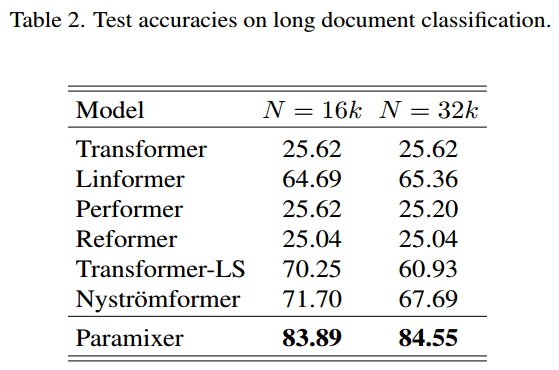 Table 2. Test accuracies on long document classification.
Model N = 16k N = 32k
Transformer 25.62 25.62
Linformer 64.69 65.36
Performer 25.62 25.20
Reformer 25.04 25.04
Transformer-LS 70.25 60.93
Nyströmformer 71.70 67.69
Paramixer 83.89 84.55